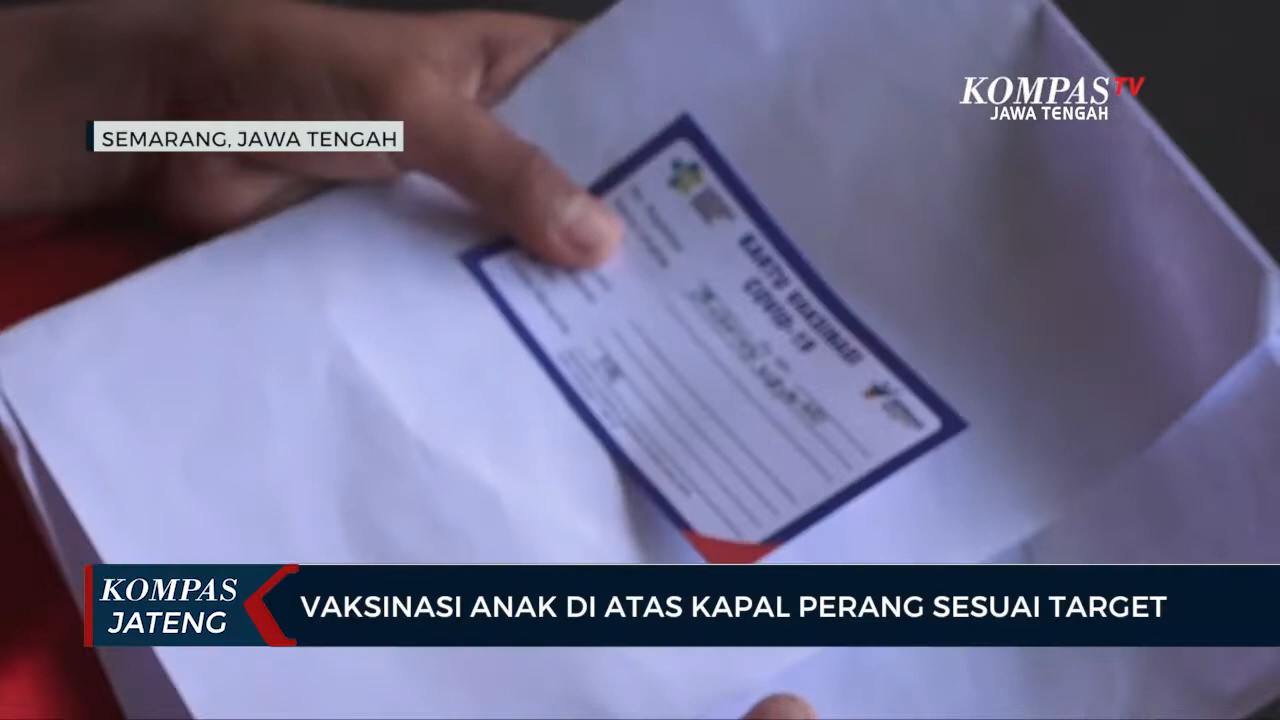 KOMPAS TV
JAWA TENGAH
SEMARANG, JAWA TENGAH
KARTU VAKSINASI
COVID-19
KOMPAS
JATENG
VAKSINASI ANAK DI ATAS KAPAL PERANG SESUAI TARGET